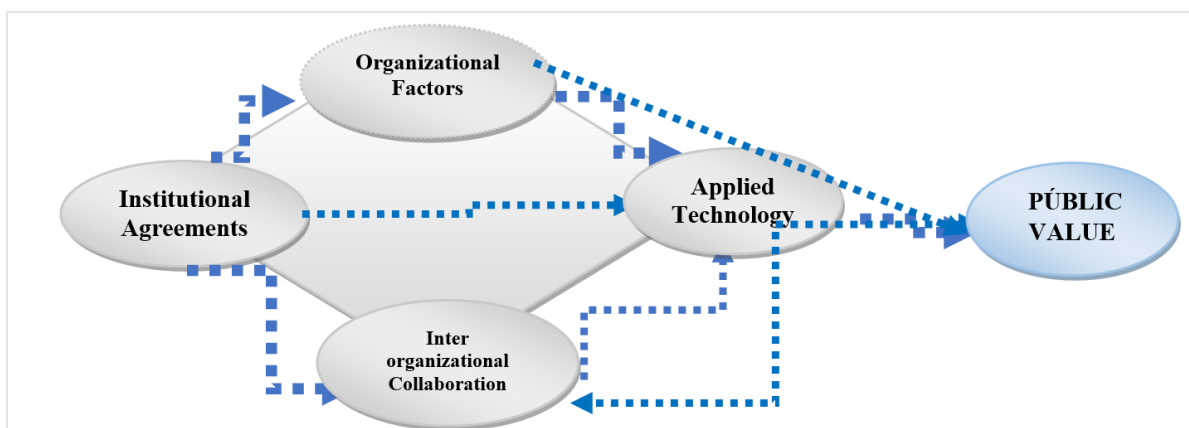 Organizational
Factors
Institutional
Agreements
Applied
Technology
PÚBLIC
VALUE
Inter
organizational
Collaboration